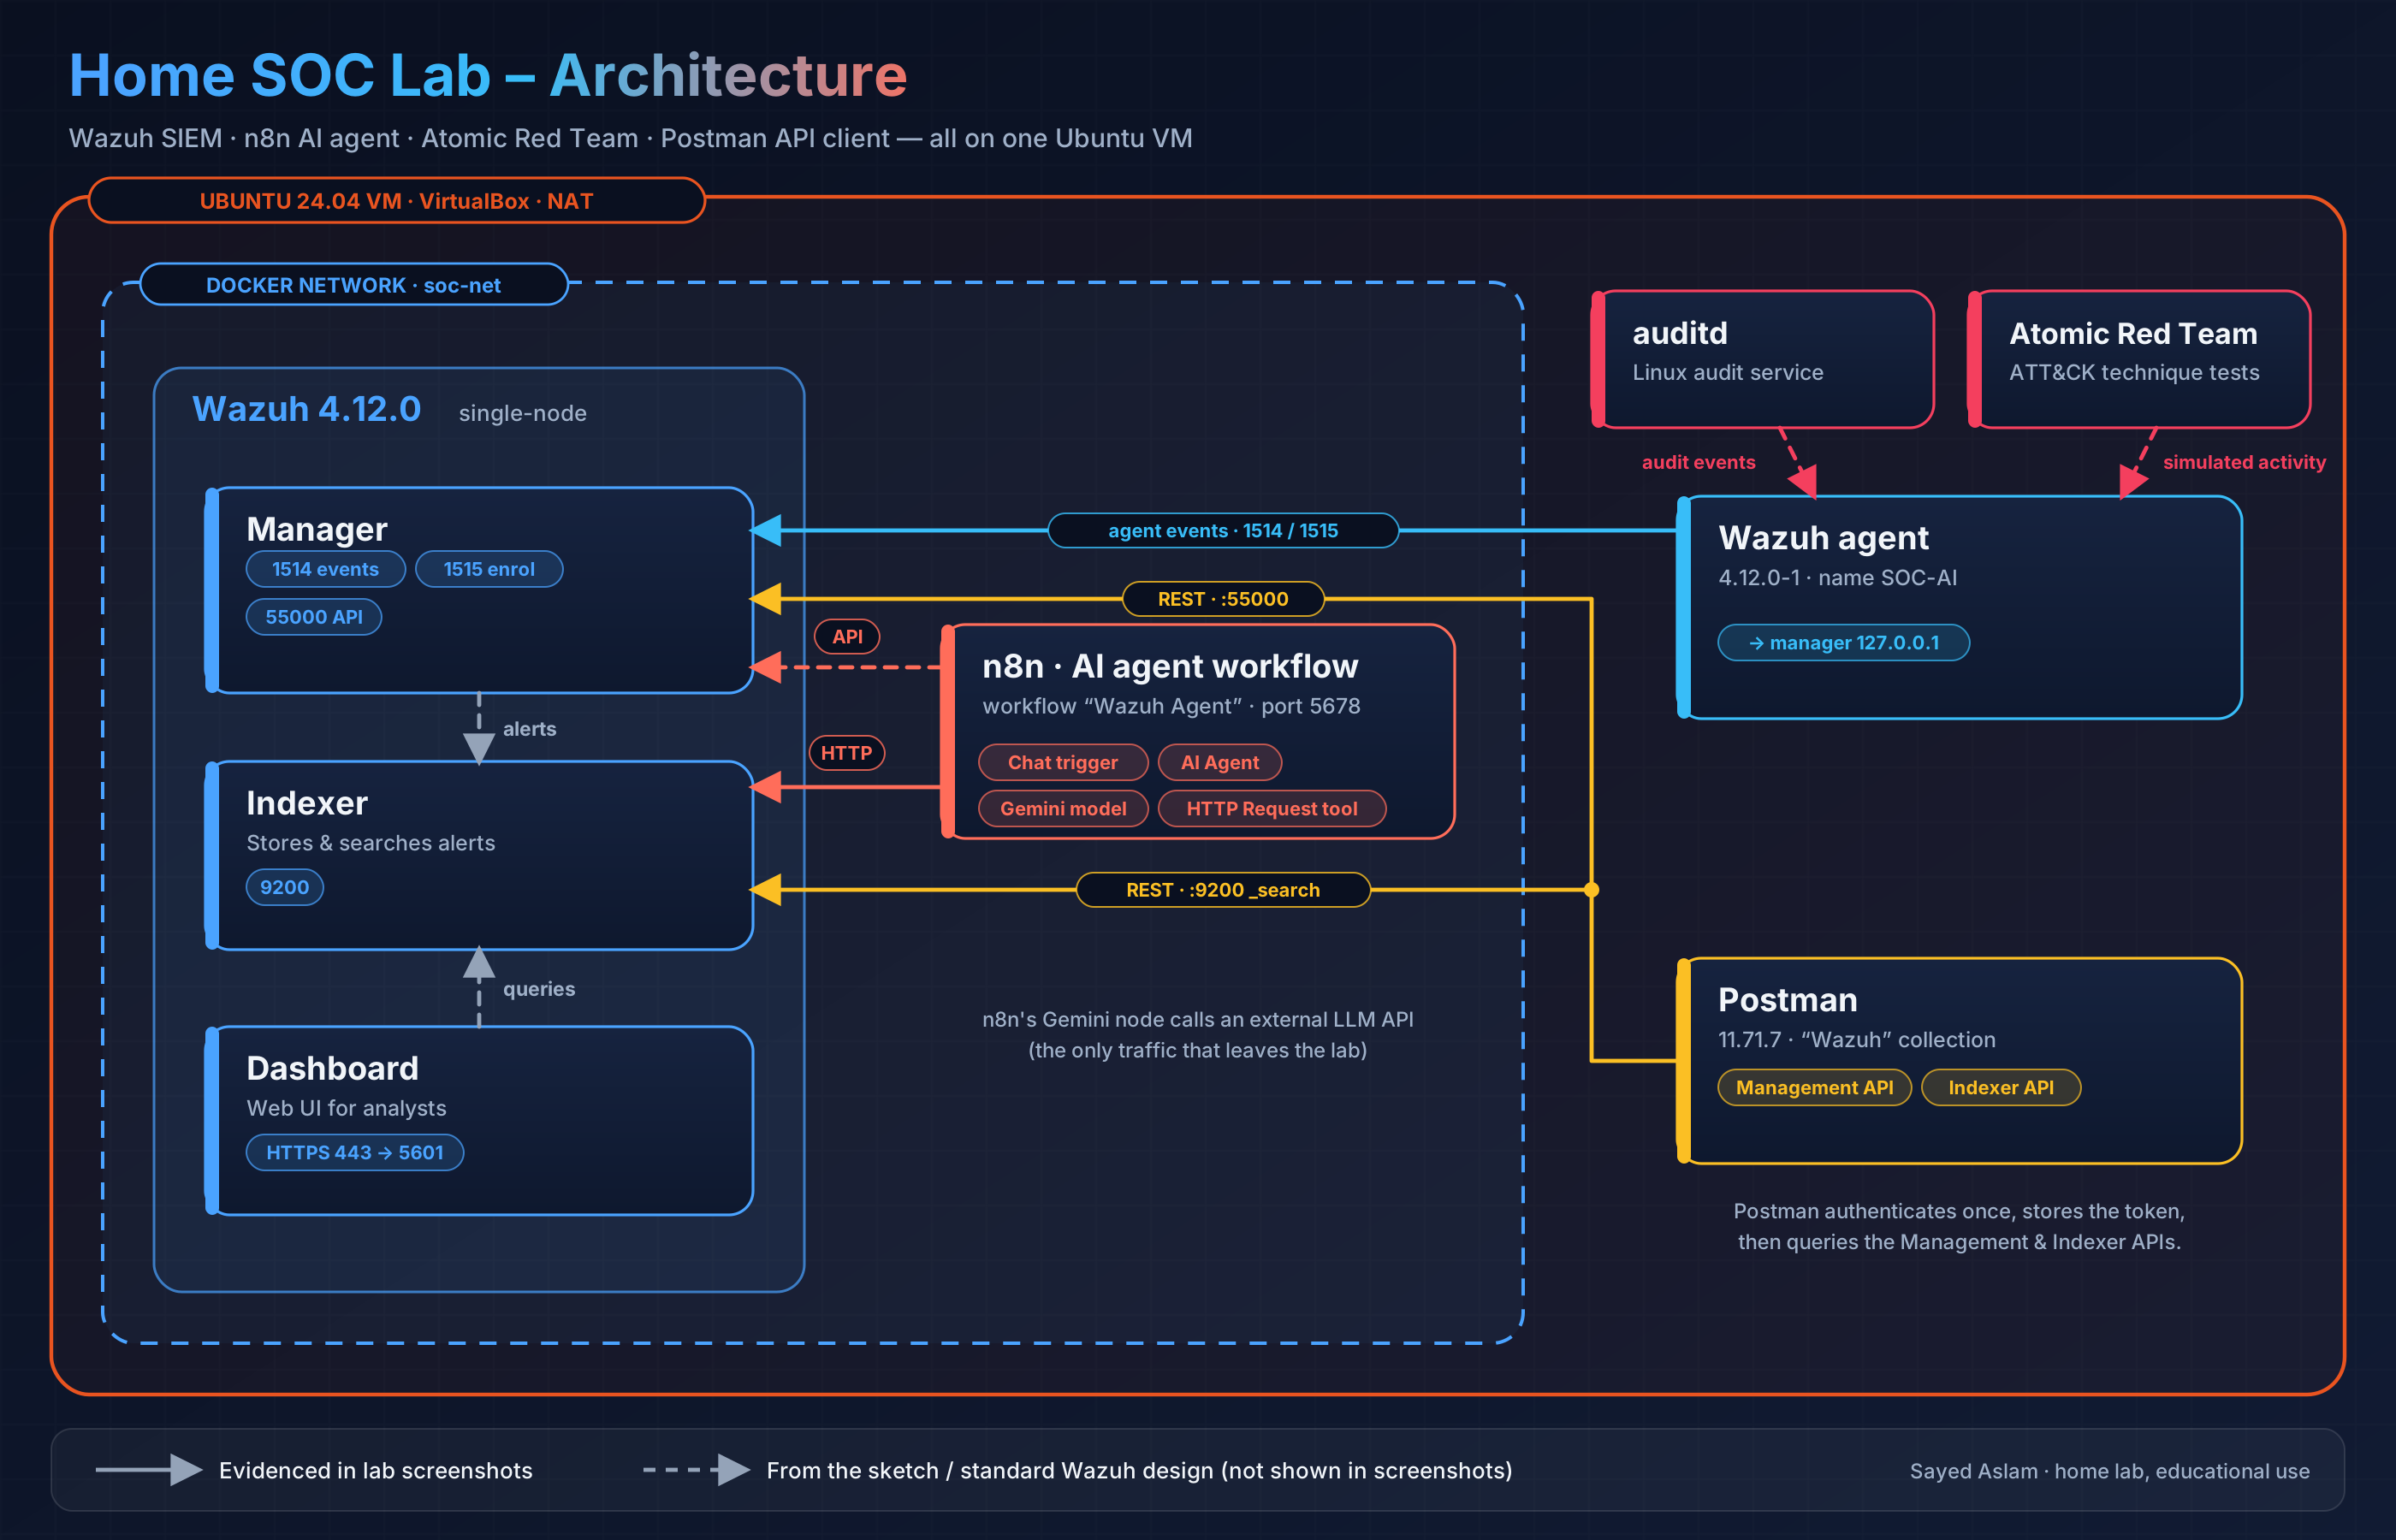 Home SOC Lab – Architecture
Wazuh SIEM · n8n AI agent · Atomic Red Team · Postman API client — all on one Ubuntu VM
UBUNTU 24.04 VM · VirtualBox · NAT
DOCKER NETWORK · soc-net
Wazuh 4.12.0 single-node
Manager
1514 events 1515 enrol
55000 API
alerts
Indexer
Stores & searches alerts
9200
queries
Dashboard
Web UI for analysts
HTTPS 443 → 5601
agent events · 1514 / 1515
REST · :55000
API
HTTP
n8n · AI agent workflow
workflow “Wazuh Agent” · port 5678
Chat trigger AI Agent
Gemini model HTTP Request tool
REST · :9200 _search
n8n's Gemini node calls an external LLM API
(the only traffic that leaves the lab)
auditd
Linux audit service
Atomic Red Team
ATT&CK technique tests
audit events
simulated activity
Wazuh agent
4.12.0-1 · name SOC-AI
→ manager 127.0.0.1
Postman
11.71.7 · “Wazuh” collection
Management API Indexer API
Postman authenticates once, stores the token,
then queries the Management & Indexer APIs.
Evidenced in lab screenshots
From the sketch / standard Wazuh design (not shown in screenshots)
Sayed Aslam · home lab, educational use